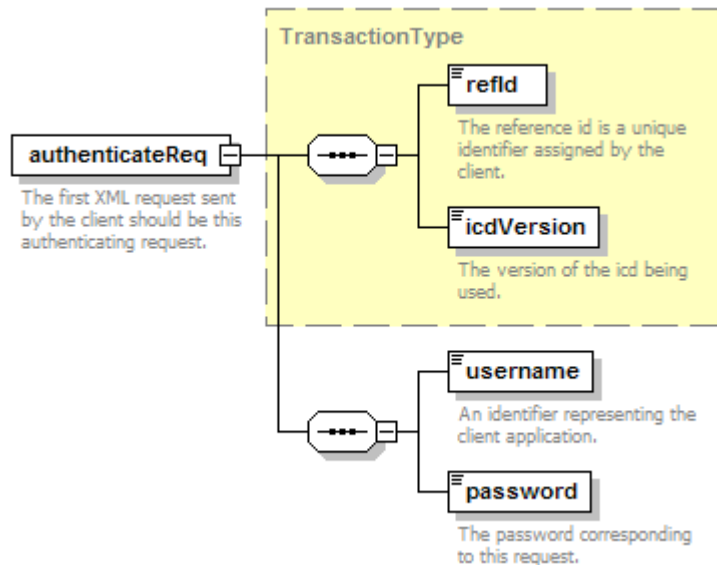 TransactionType
refId
The reference id is a unique
identifier assigned by the
client.
authenticateReq
The first XML request sent
by the client should be this
authenticating request.
icdVersion
The version of the icd being
used.
username
An identifier representing the
client application.
password
The password corresponding
to this request.